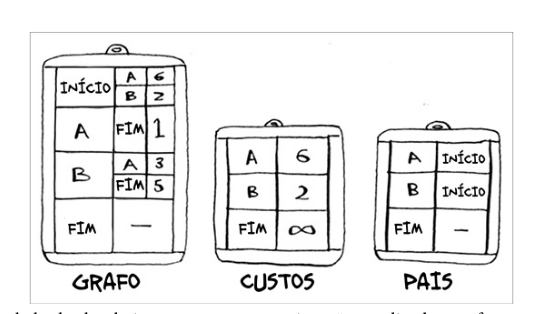 INÍCIO A 6
B 2
A FIM 1
B A 3
FIM 5
FIM —
GRAFO
A 6
B 2
FIM ∞
CUSTOS
A INÍCIO
B INÍCIO
FIM —
PAIS